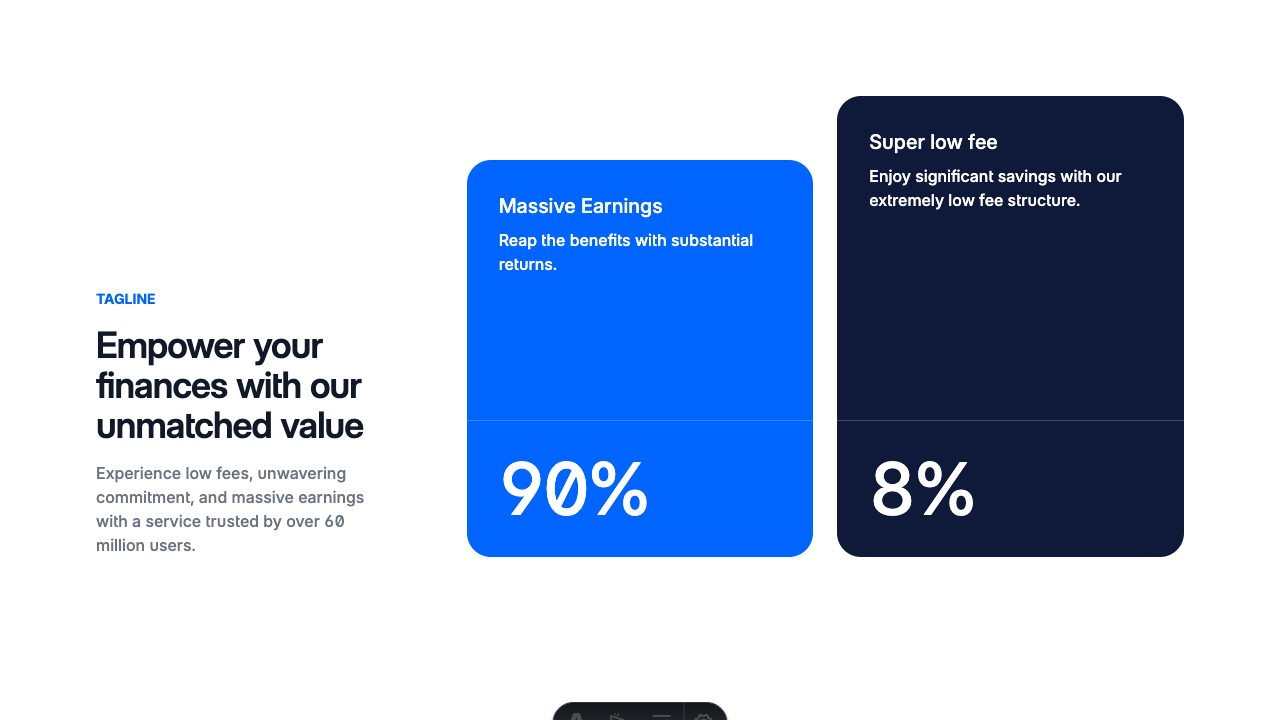 TAGLINE
Empower your
finances with our
unmatched value
Experience low fees, unwavering
commitment, and massive earnings
with a service trusted by over 60
million users.
Massive Earnings
Reap the benefits with substantial
returns.
90%
Super low fee
Enjoy significant savings with our
extremely low fee structure.
8%